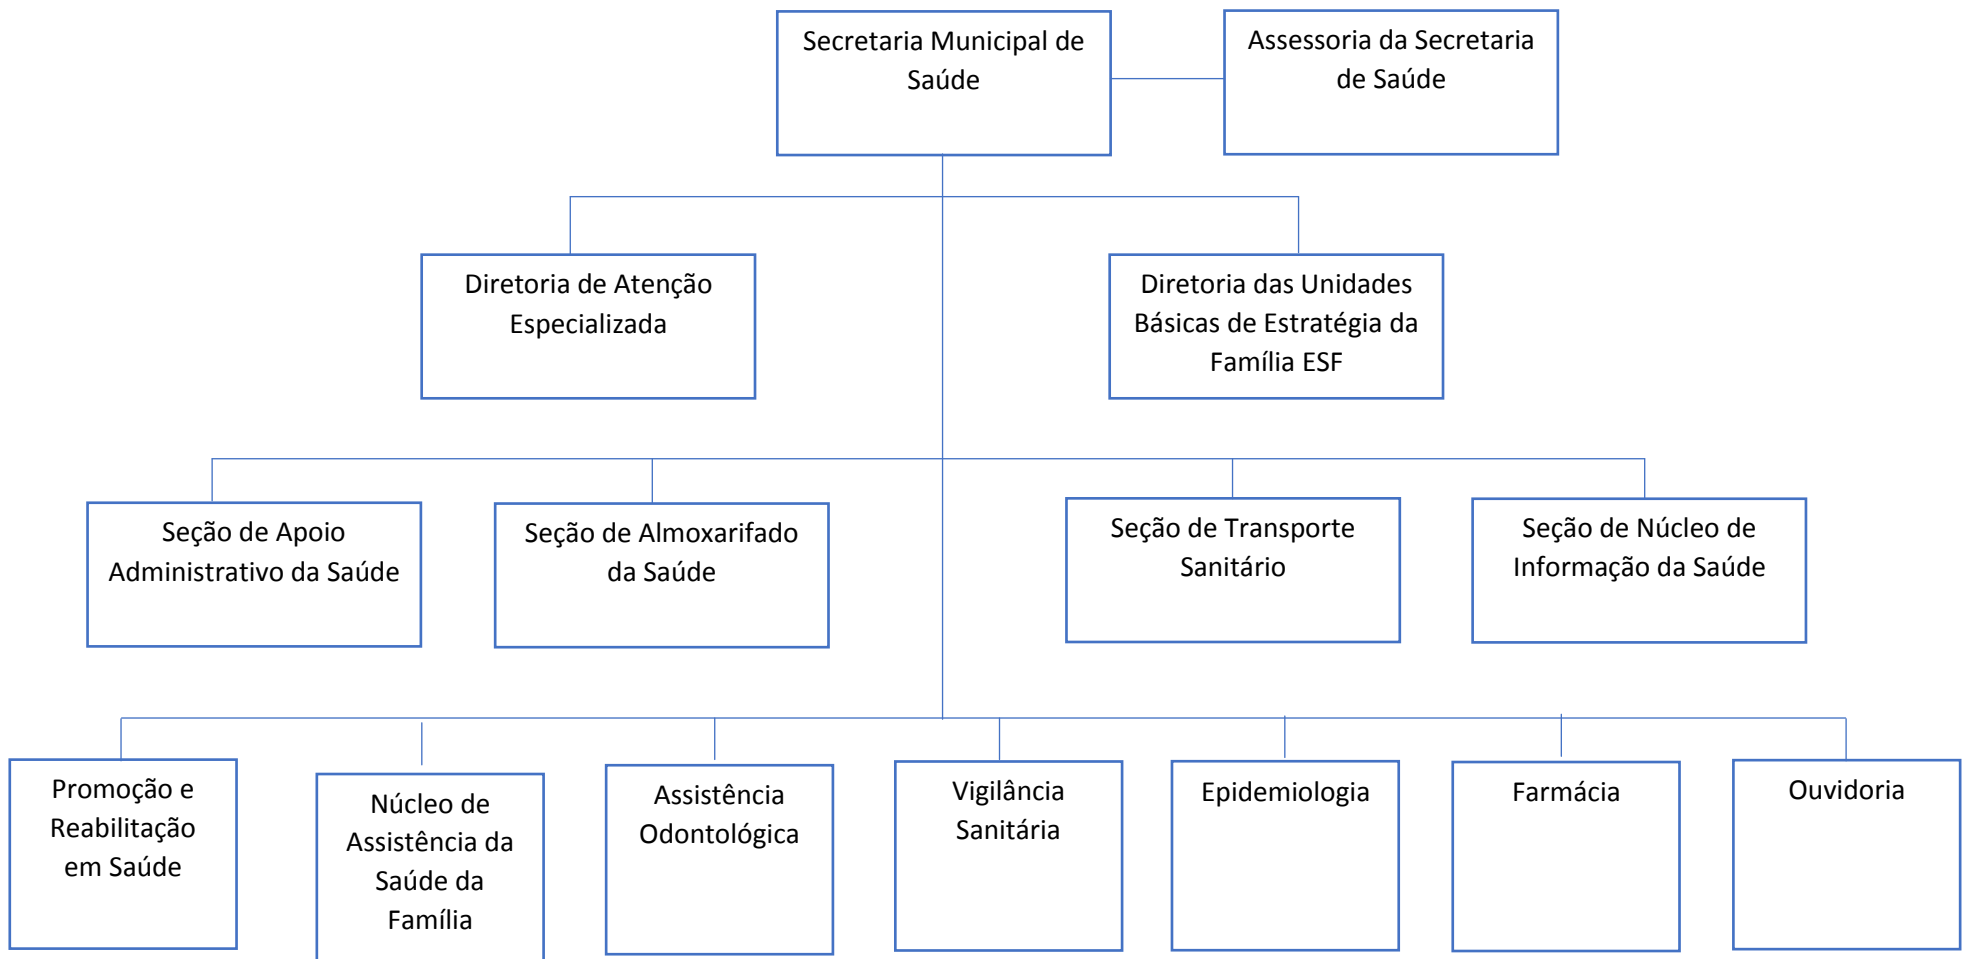 Secretaria Municipal de
Saúde
Assessoria da Secretaria
de Saúde
Diretoria de Atenção
Especializada
Diretoria das Unidades
Básicas de Estratégia da
Família ESF
Seção de Apoio
Administrativo da Saúde
Seção de Almoxarifado
da Saúde
Seção de Transporte
Sanitário
Seção de Núcleo de
Informação da Saúde
Promoção e
Reabilitação
em Saúde
Núcleo de
Assistência da
Saúde da
Família
Assistência
Odontológica
Vigilância
Sanitária
Epidemiologia
Farmácia
Ouvidoria